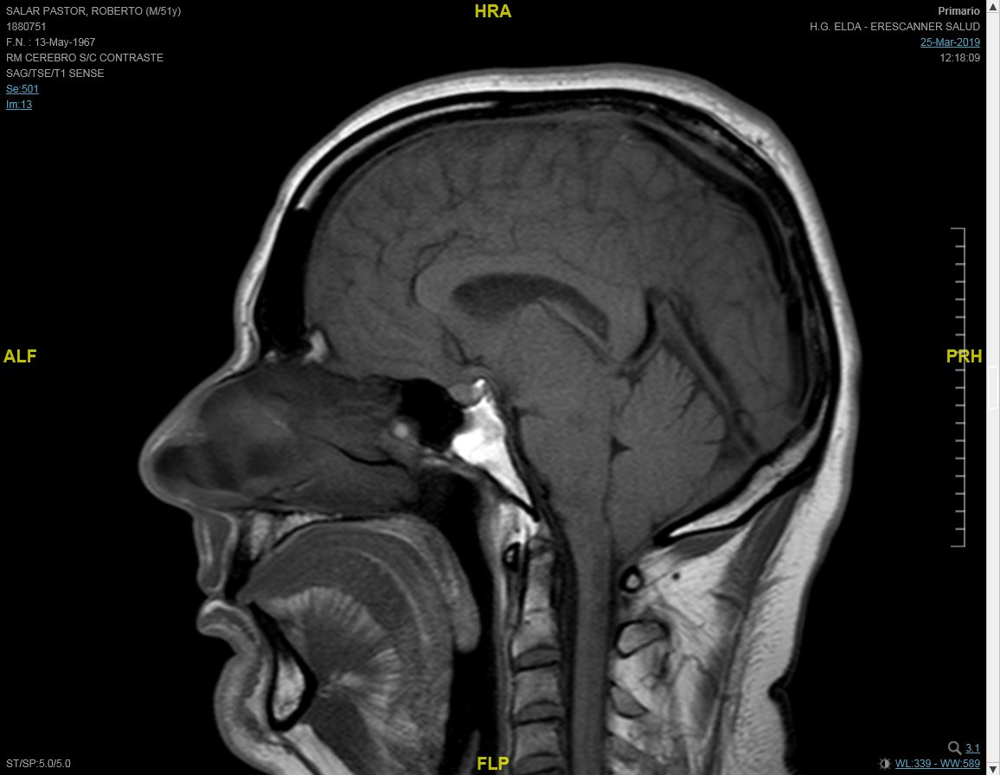 SALAR PASTOR, ROBERTO (M/51y)
1880751
F.N. : 13-May-1967
RM CEREBRO S/C CONTRASTE
SAG/TSE/T1 SENSE
Se:501
Im:13
HRA
Primario
H.G. ELDA - ERESCANNER SALUD
25-Mar-2019
12:18:09
ALF
PRH
ST/SP:5.0/5.0
FLP
3.1
WL:339 - WW:589